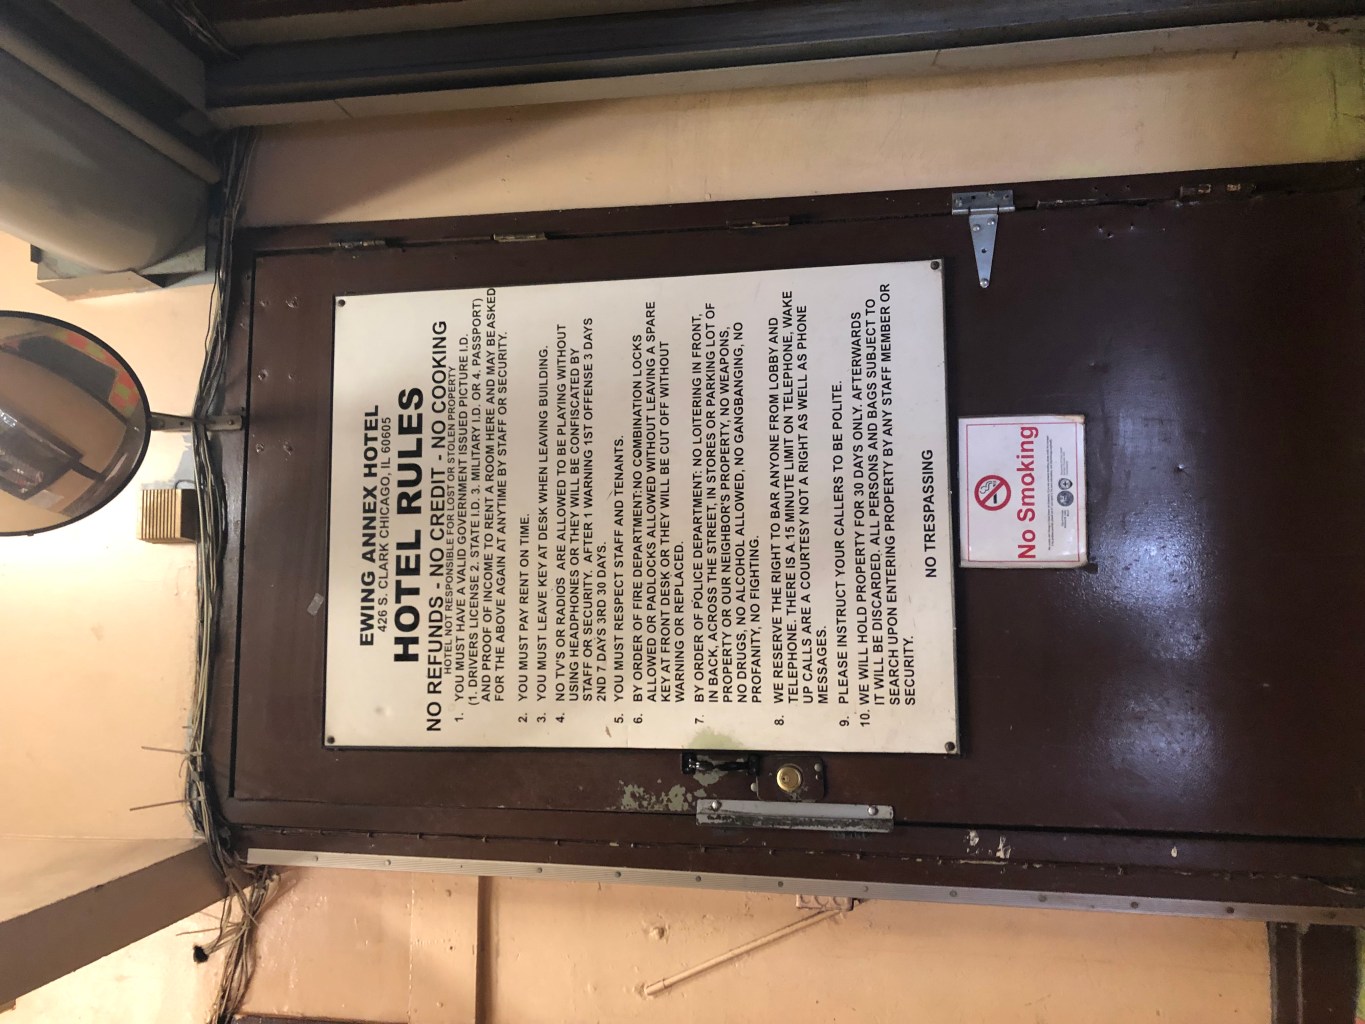 EWING ANNEX HOTEL
426 S. CLARK CHICAGO, IL 60605
HOTEL RULES
NO REFUNDS - NO CREDIT - NO COOKING
HOTEL NOT RESPONSIBLE FOR LOST OR STOLEN PROPERTY
1. YOU MUST HAVE A VALID GOVERNMENT ISSUED PICTURE I.D.
(1. DRIVERS LICENSE 2. STATE I.D. 3. MILITARY I.D. OR 4. PASSPORT)
AND PROOF OF INCOME TO RENT A ROOM HERE AND MAY BE ASKED
FOR THE ABOVE AGAIN AT ANYTIME BY STAFF OR SECURITY.
2. YOU MUST PAY RENT ON TIME.
3. YOU MUST LEAVE KEY AT DESK WHEN LEAVING BUILDING.
4. NO TV'S OR RADIOS ARE ALLOWED TO BE PLAYING WITHOUT
USING HEADPHONES OR THEY WILL BE CONFISCATED BY
STAFF OR SECURITY. AFTER 1 WARNING 1ST OFFENSE 3 DAYS
2ND 7 DAYS 3RD 30 DAYS.
5. YOU MUST RESPECT STAFF AND TENANTS.
6. BY ORDER OF FIRE DEPARTMENT:NO COMBINATION LOCKS
ALLOWED OR PADLOCKS ALLOWED WITHOUT LEAVING A SPARE
KEY AT FRONT DESK OR THEY WILL BE CUT OFF WITHOUT
WARNING OR REPLACED.
7. BY ORDER OF POLICE DEPARTMENT: NO LOITERING IN FRONT,
IN BACK, ACROSS THE STREET, IN STORES OR PARKING LOT OF
PROPERTY OR OUR NEIGHBOR'S PROPERTY, NO WEAPONS,
NO DRUGS, NO ALCOHOL ALLOWED, NO GANGBANGING, NO
PROFANITY, NO FIGHTING.
8. WE RESERVE THE RIGHT TO BAR ANYONE FROM LOBBY AND
TELEPHONE. THERE IS A 15 MINUTE LIMIT ON TELEPHONE, WAKE
UP CALLS ARE A COURTESY NOT A RIGHT AS WELL AS PHONE
MESSAGES.
9. PLEASE INSTRUCT YOUR CALLERS TO BE POLITE.
10. WE WILL HOLD PROPERTY FOR 30 DAYS ONLY. AFTERWARDS
IT WILL BE DISCARDED. ALL PERSONS AND BAGS SUBJECT TO
SEARCH UPON ENTERING PROPERTY BY ANY STAFF MEMBER OR
SECURITY.
NO TRESPASSING
No Smoking